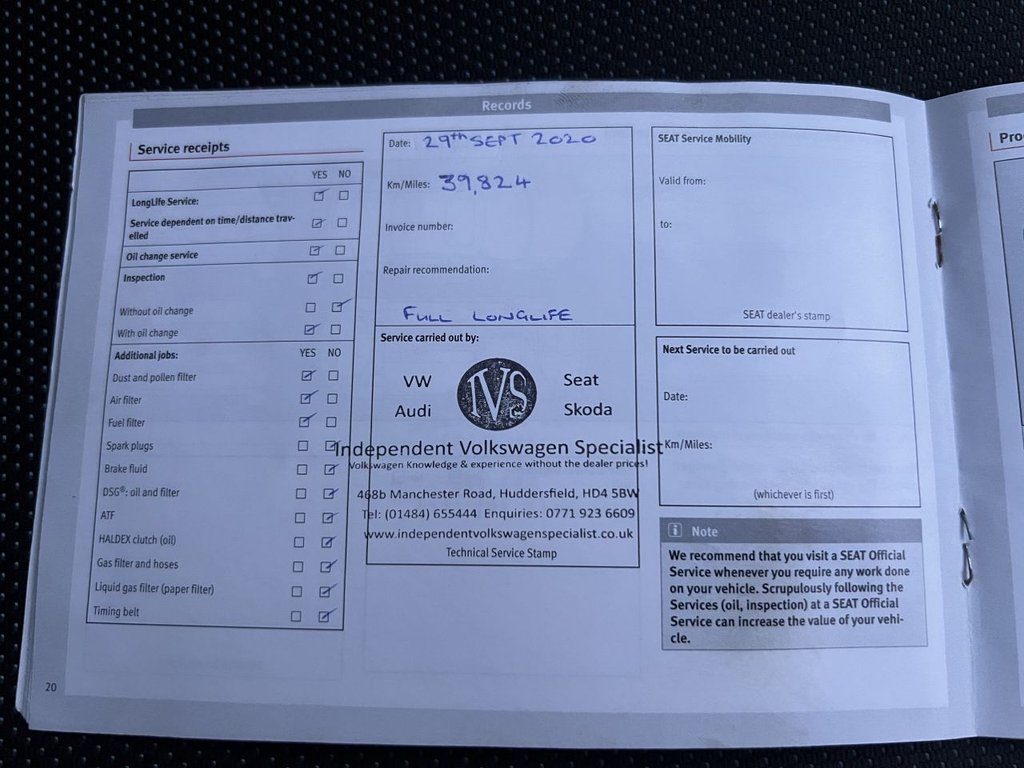 Records
Service receipts
YES NO
LongLife Service:
Service dependent on time/distance trav-
elled
Oil change service
Inspection
Without oil change
With oil change
Additional jobs: YES NO
Dust and pollen filter
Air filter
Fuel filter
Spark plugs
Brake fluid
DSG®: oil and filter
ATF
HALDEX clutch (oil)
Gas filter and hoses
Liquid gas filter (paper filter)
Timing belt
20
Date: 29th SEPT 2020
Km/Miles: 39,824
Invoice number:
Repair recommendation:
FULL LONGLIFE
Service carried out by:
VW IVS Seat
Audi Skoda
Independent Volkswagen Specialist
Volkswagen Knowledge & experience without the dealer prices!
468b Manchester Road, Huddersfield, HD4 5BW
Tel: (01484) 655444 Enquiries: 0771 923 6609
www.independentvolkswagenspecialist.co.uk
Technical Service Stamp
SEAT Service Mobility
Valid from:
to:
SEAT dealer's stamp
Next Service to be carried out
Date:
Km/Miles:
(whichever is first)
i Note
We recommend that you visit a SEAT Official
Service whenever you require any work done
on your vehicle. Scrupulously following the
Services (oil, inspection) at a SEAT Official
Service can increase the value of your vehi-
cle.
Pro